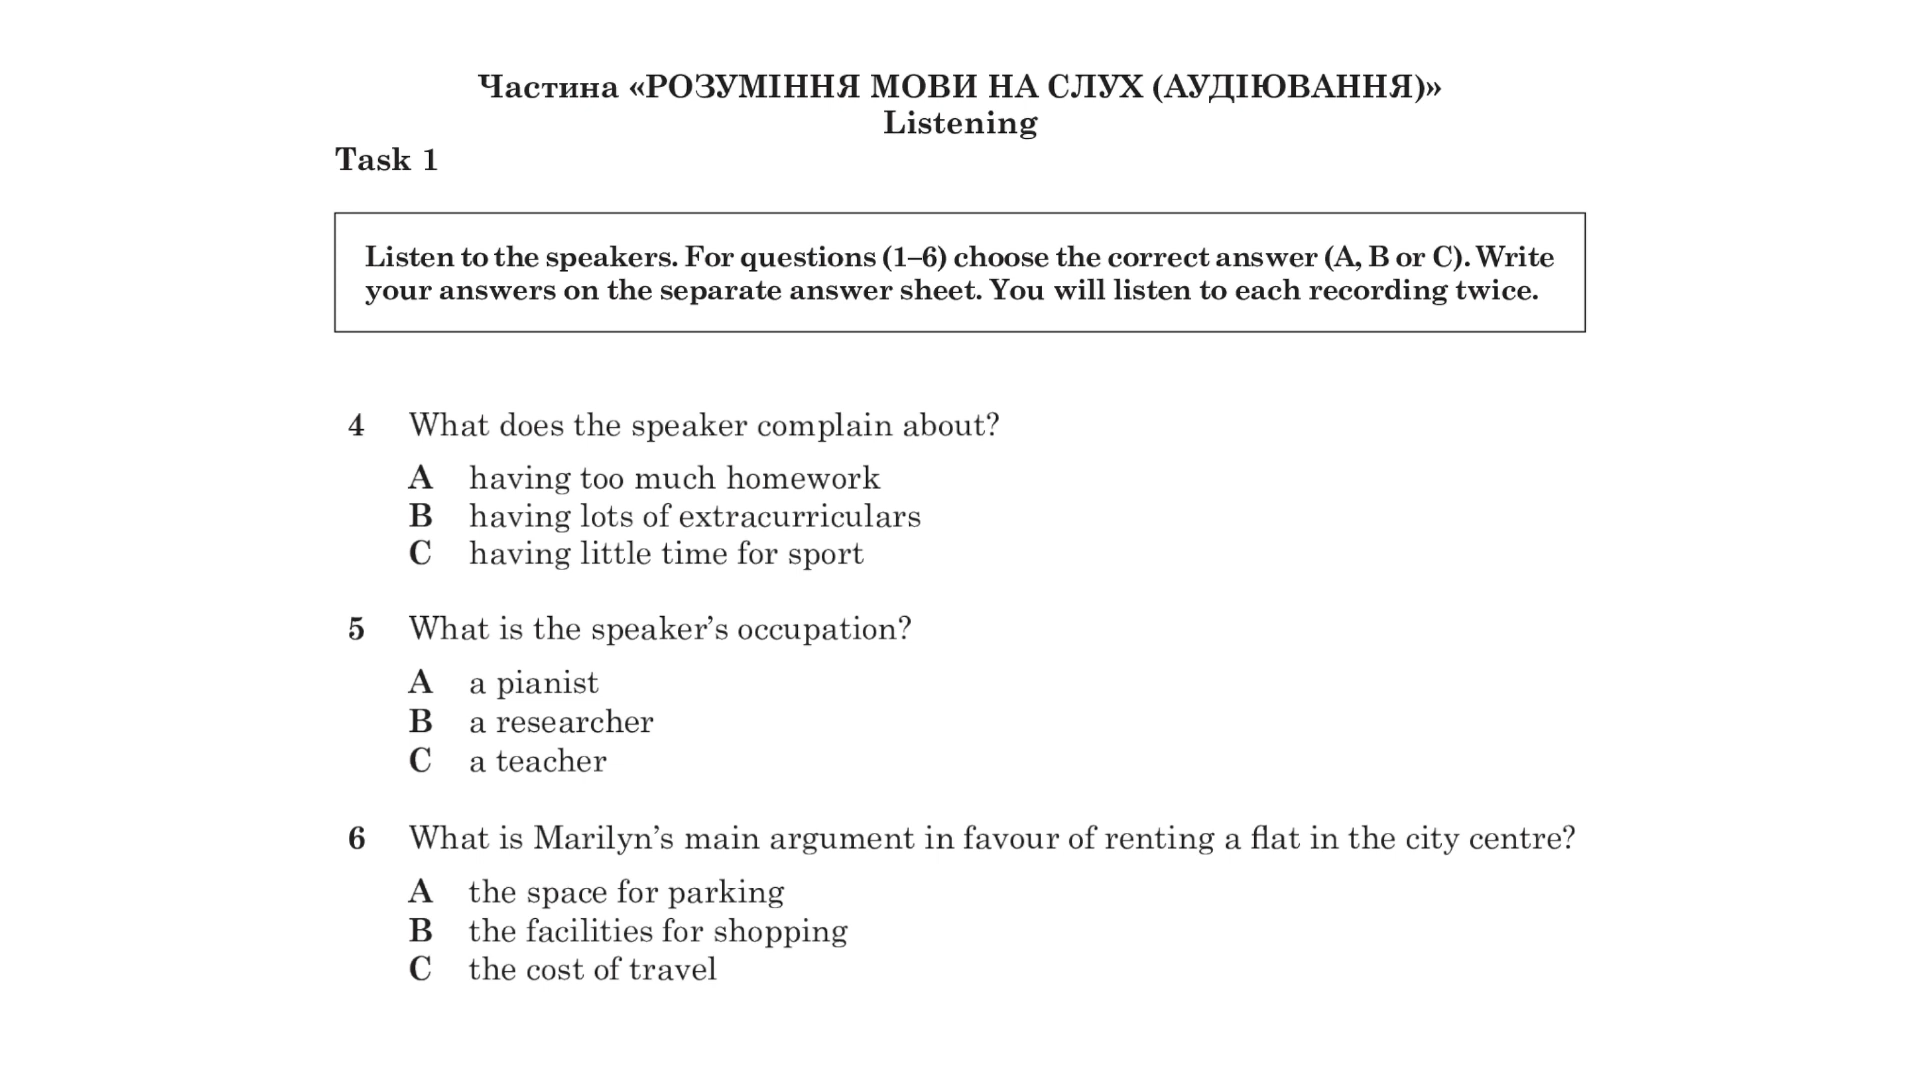 Частина «РОЗУМІННЯ МОВИ НА СЛУХ (АУДІЮВАННЯ)»
Listening
Task 1
Listen to the speakers. For questions (1–6) choose the correct answer (A, B or C). Write
your answers on the separate answer sheet. You will listen to each recording twice.
4 What does the speaker complain about?
A having too much homework
B having lots of extracurriculars
C having little time for sport
5 What is the speaker’s occupation?
A a pianist
B a researcher
C a teacher
6 What is Marilyn’s main argument in favour of renting a flat in the city centre?
A the space for parking
B the facilities for shopping
C the cost of travel